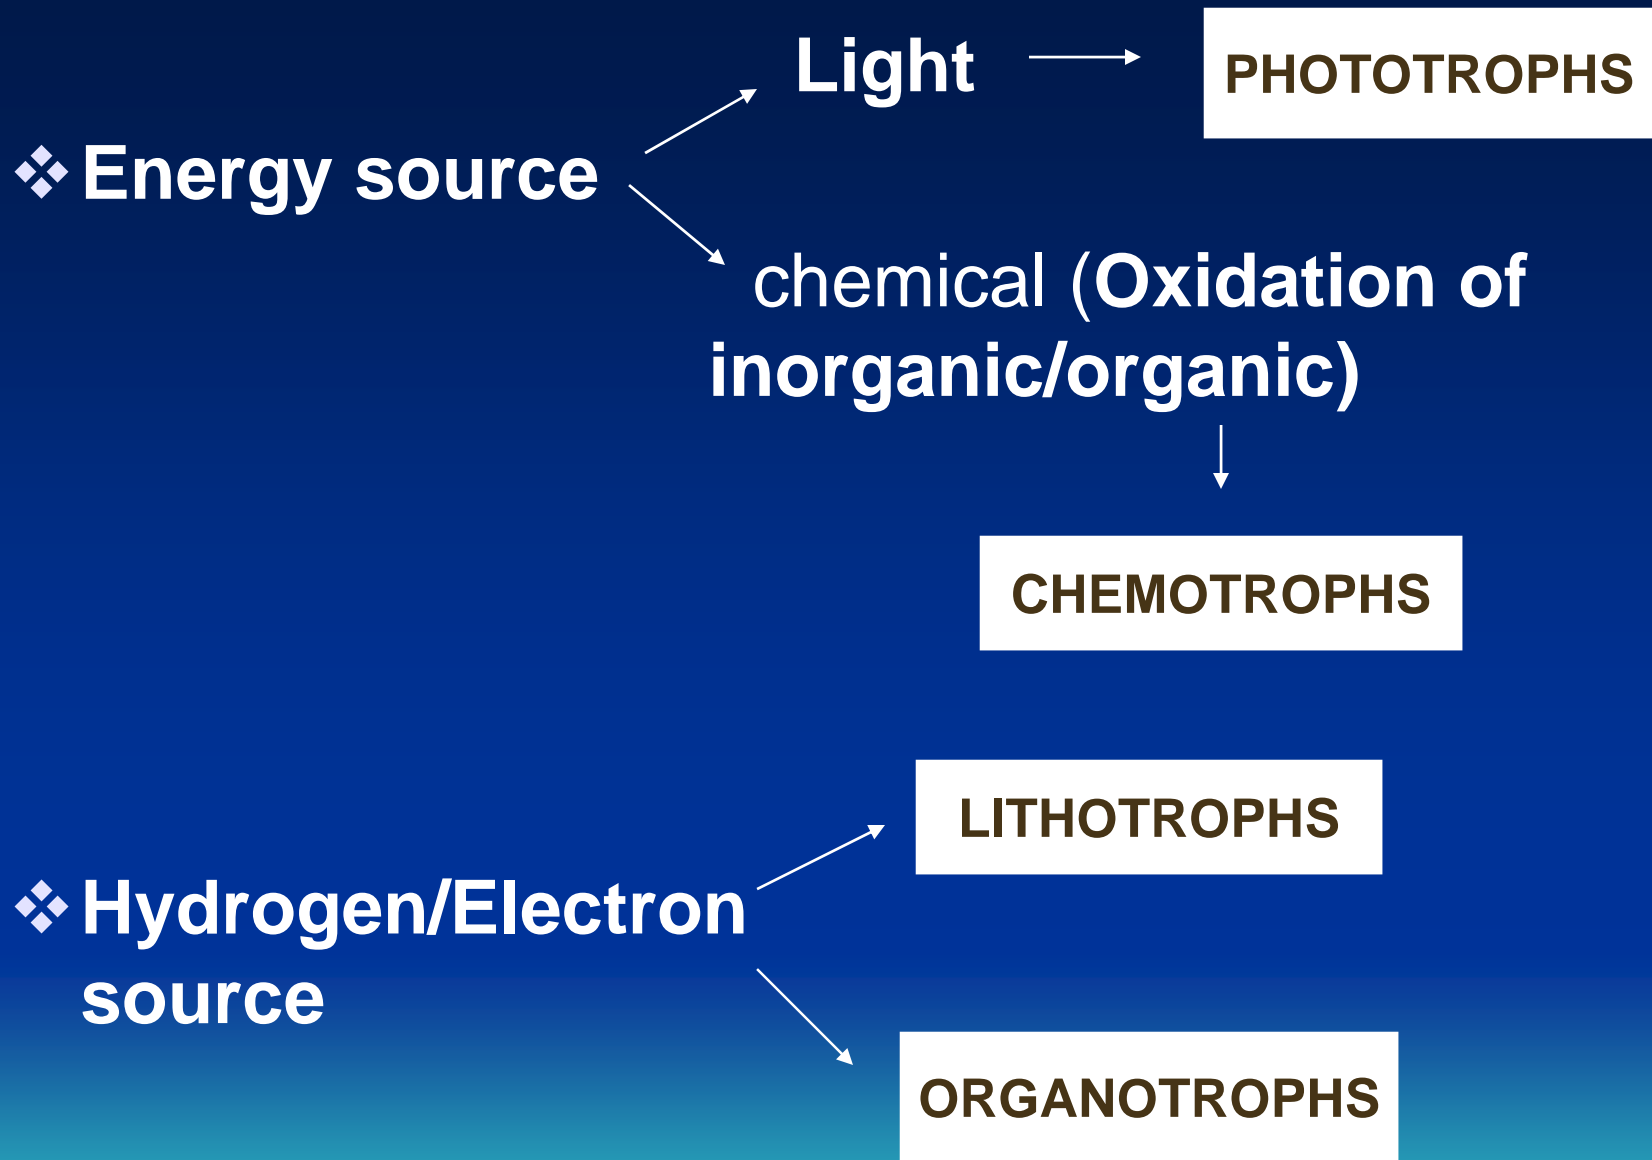 Light
PHOTOTROPHS
Energy source
chemical (Oxidation of
inorganic/organic)
CHEMOTROPHS
LITHOTROPHS
Hydrogen/Electron
source
ORGANOTROPHS